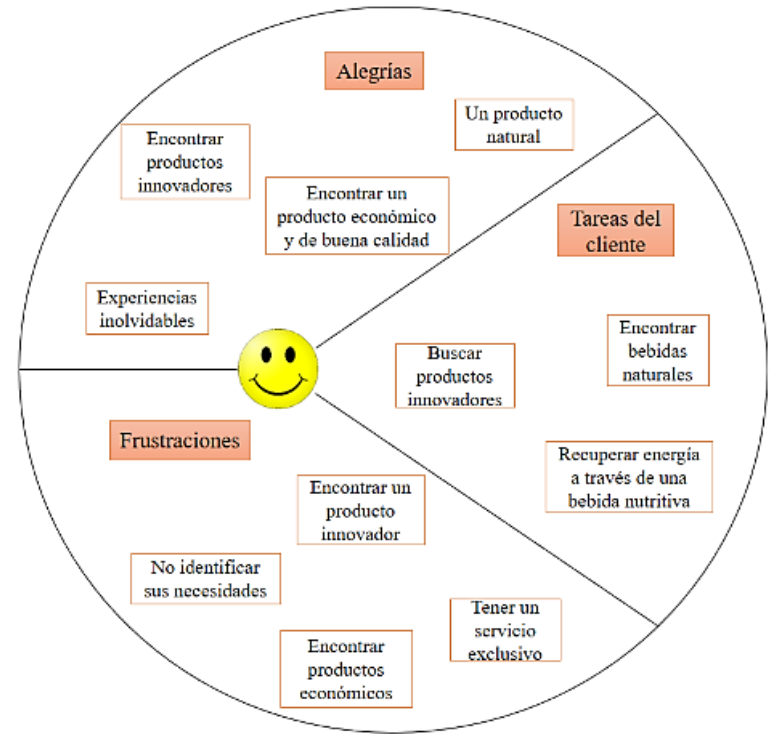 Alegrías
Un producto
natural
Encontrar
productos
innovadores
Encontrar un
producto económico
y de buena calidad
Experiencias
inolvidables
Tareas del
cliente
Encontrar
bebidas
naturales
Buscar
productos
innovadores
Recuperar energía
a través de una
bebida nutritiva
Frustraciones
Encontrar un
producto
innovador
No identificar
sus necesidades
Tener un
servicio
exclusivo
Encontrar
productos
económicos